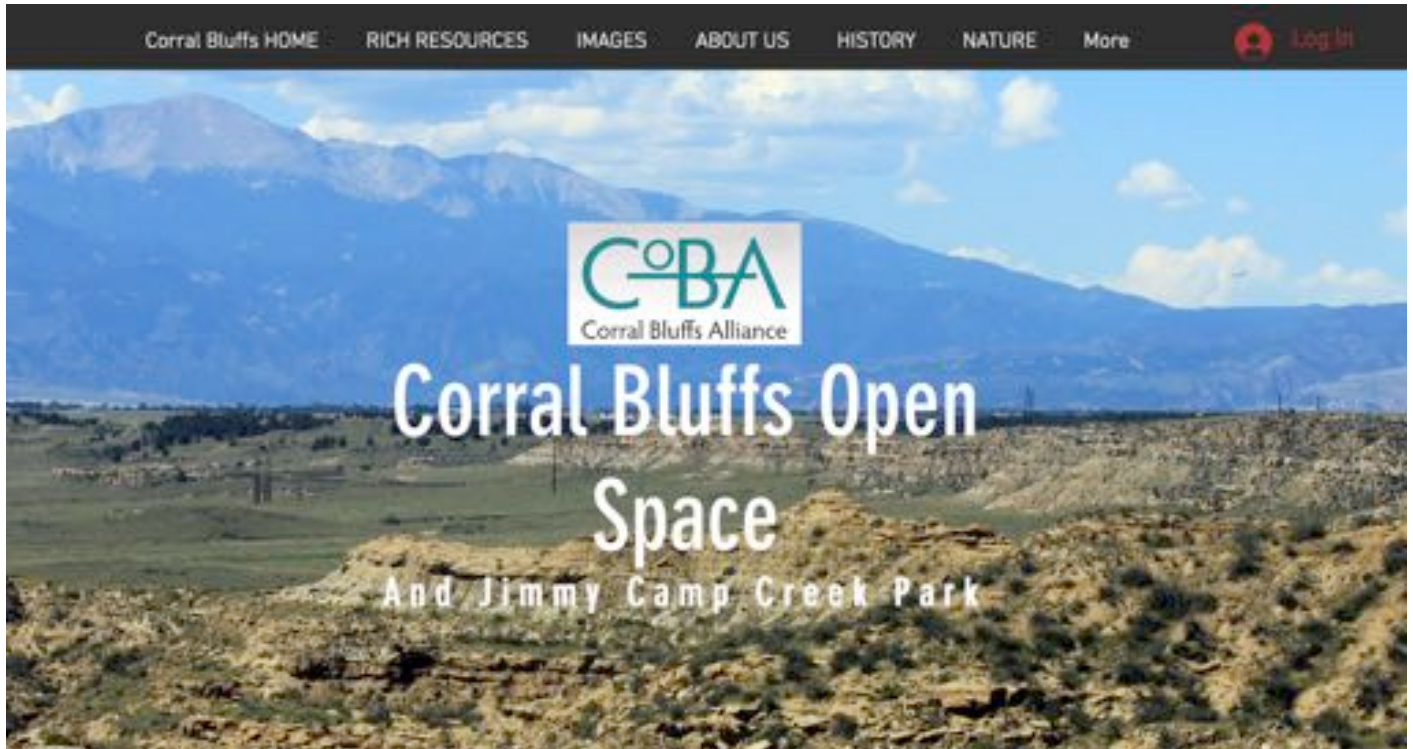 Corral Bluffs HOME RICH RESOURCES IMAGES ABOUT US HISTORY NATURE More Log In
CoBA
Corral Bluffs Alliance
Corral Bluffs Open
Space
And Jimmy Camp Creek Park